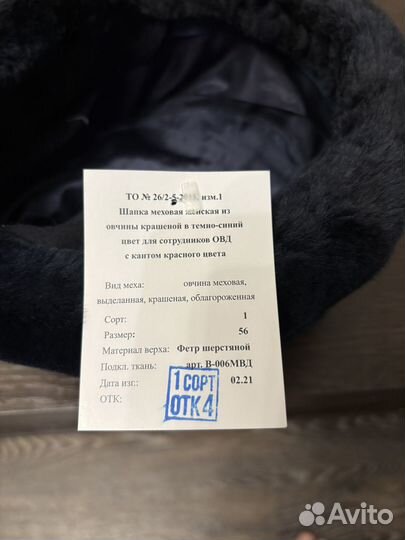 ТО № 26/2-5-2018, изм.1
Шапка меховая женская из
овчины крашеной в темно-синий
цвет для сотрудников ОВД
с кантом красного цвета
Вид меха: овчина меховая,
выделанная, крашеная, облагороженная
Сорт: 1
Размер: 56
Материал верха: Фетр шерстяной
Подкл. ткань: арт. В-006МВД
Дата изг.: 02.21
ОТК:
1 СОРТ
ОТК 4
Avito